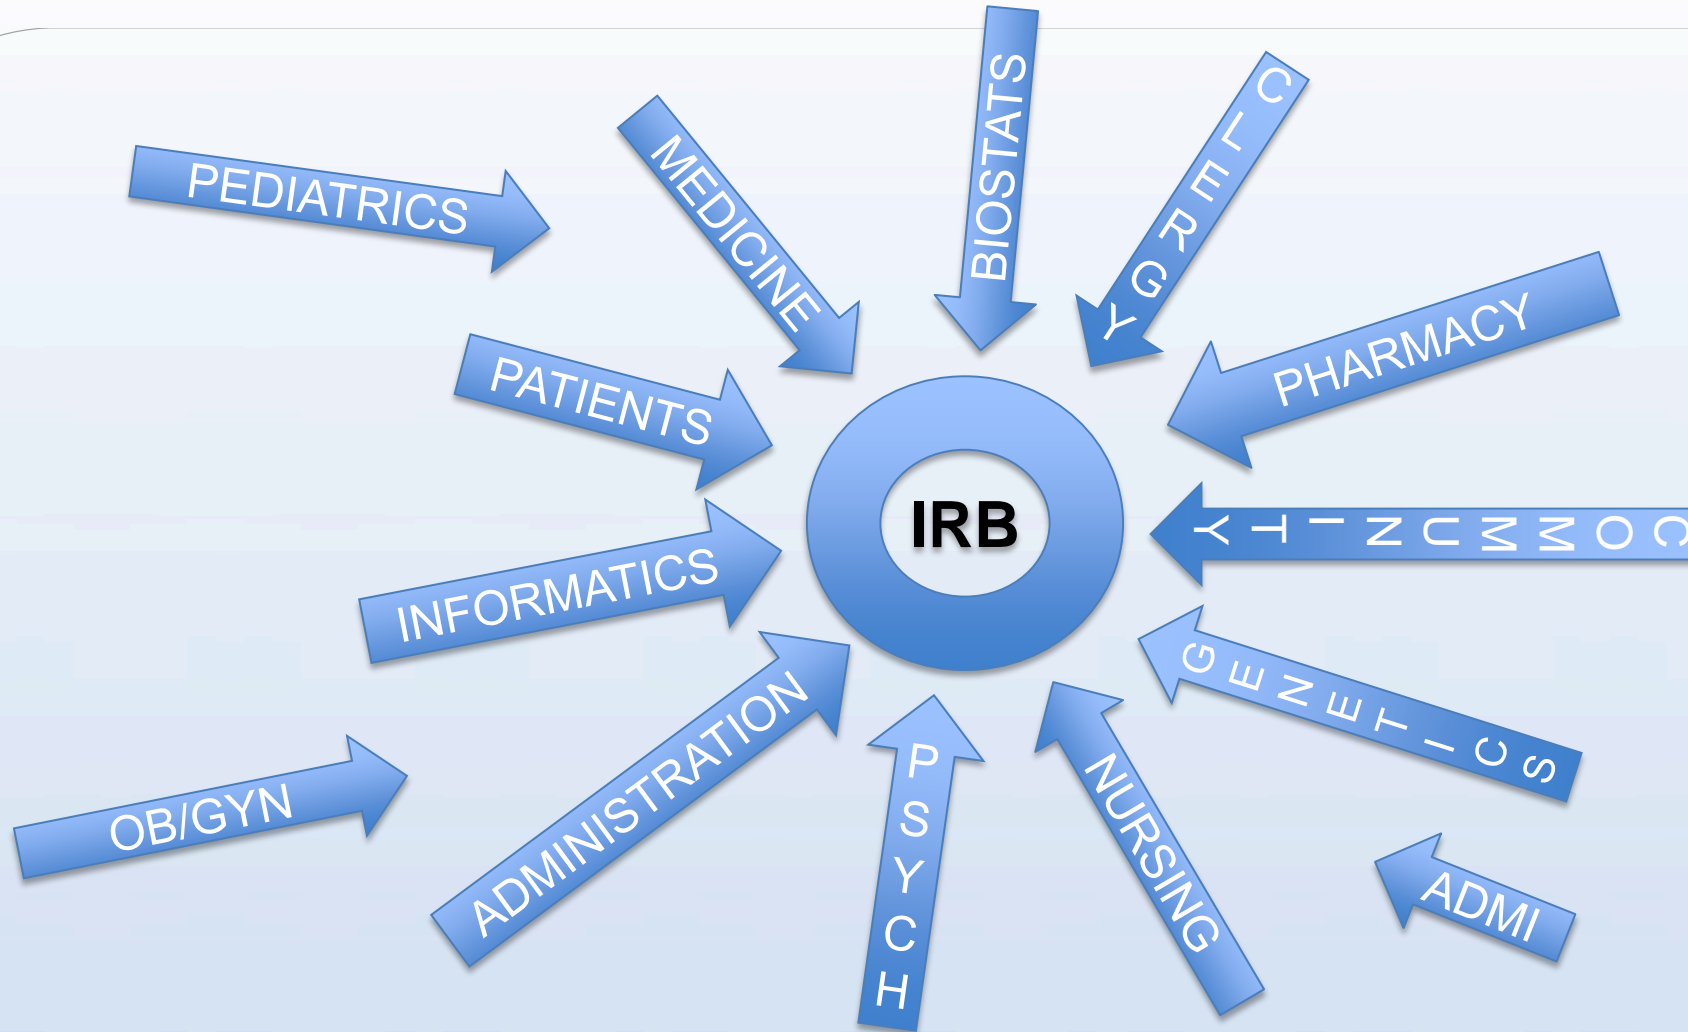 BIOSTATS
CLERGY
MEDICINE
PEDIATRICS
PHARMACY
PATIENTS
IRB
COMMUNITY
INFORMATICS
GENETICS
ADMINISTRATION
OB/GYN
PSYCH
NURSING
ADMI